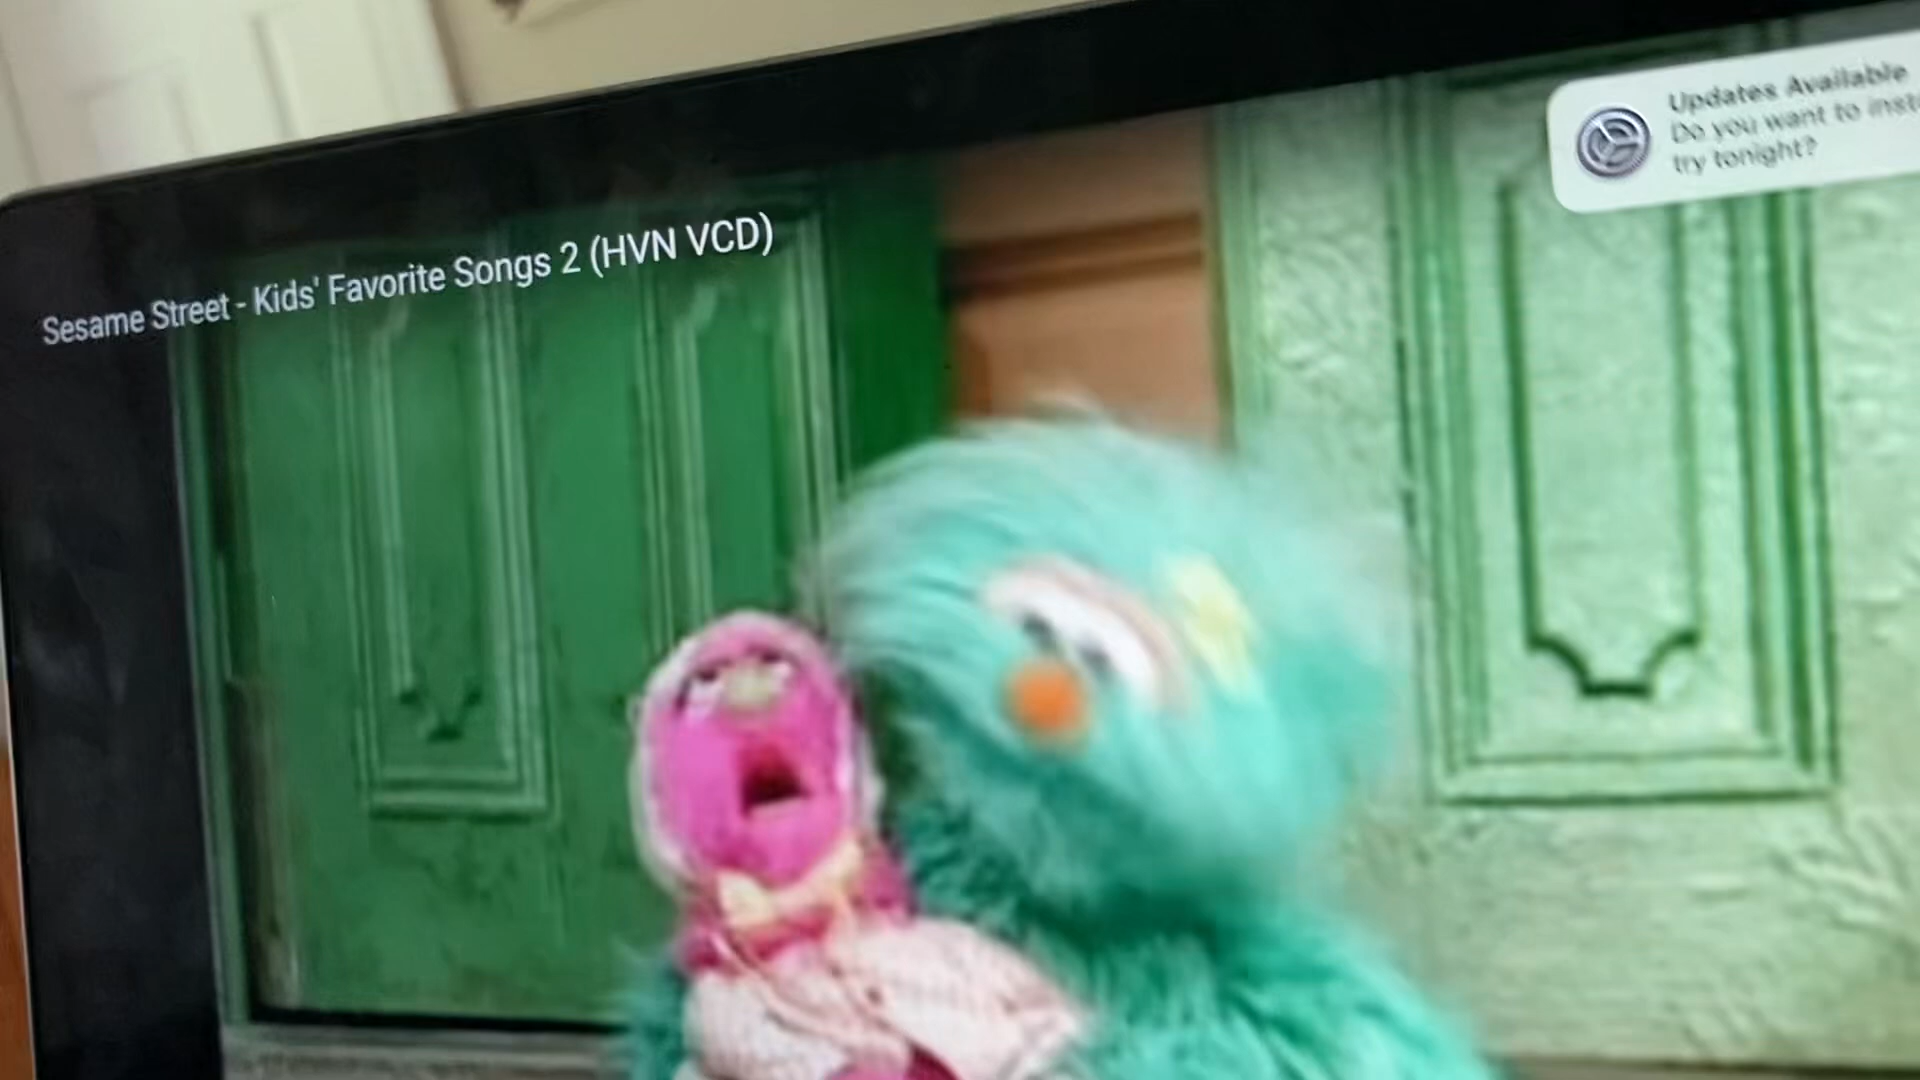 Sesame Street - Kids' Favorite Songs 2 (HVN VCD)
Updates Available
Do you want to
try tonight?